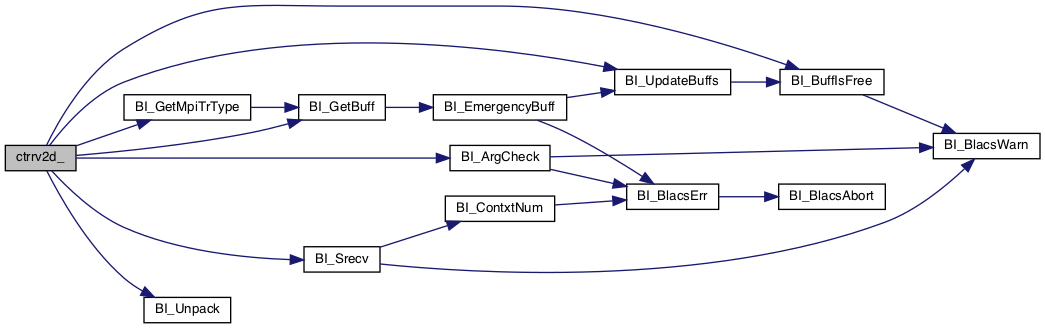 ctrrv2d_
BI_GetMpiTrType
BI_GetBuff
BI_EmergencyBuff
BI_UpdateBuffs
BI_BuffIsFree
BI_ArgCheck
BI_BlacsWarn
BI_ContxtNum
BI_BlacsErr
BI_BlacsAbort
BI_Srecv
BI_Unpack